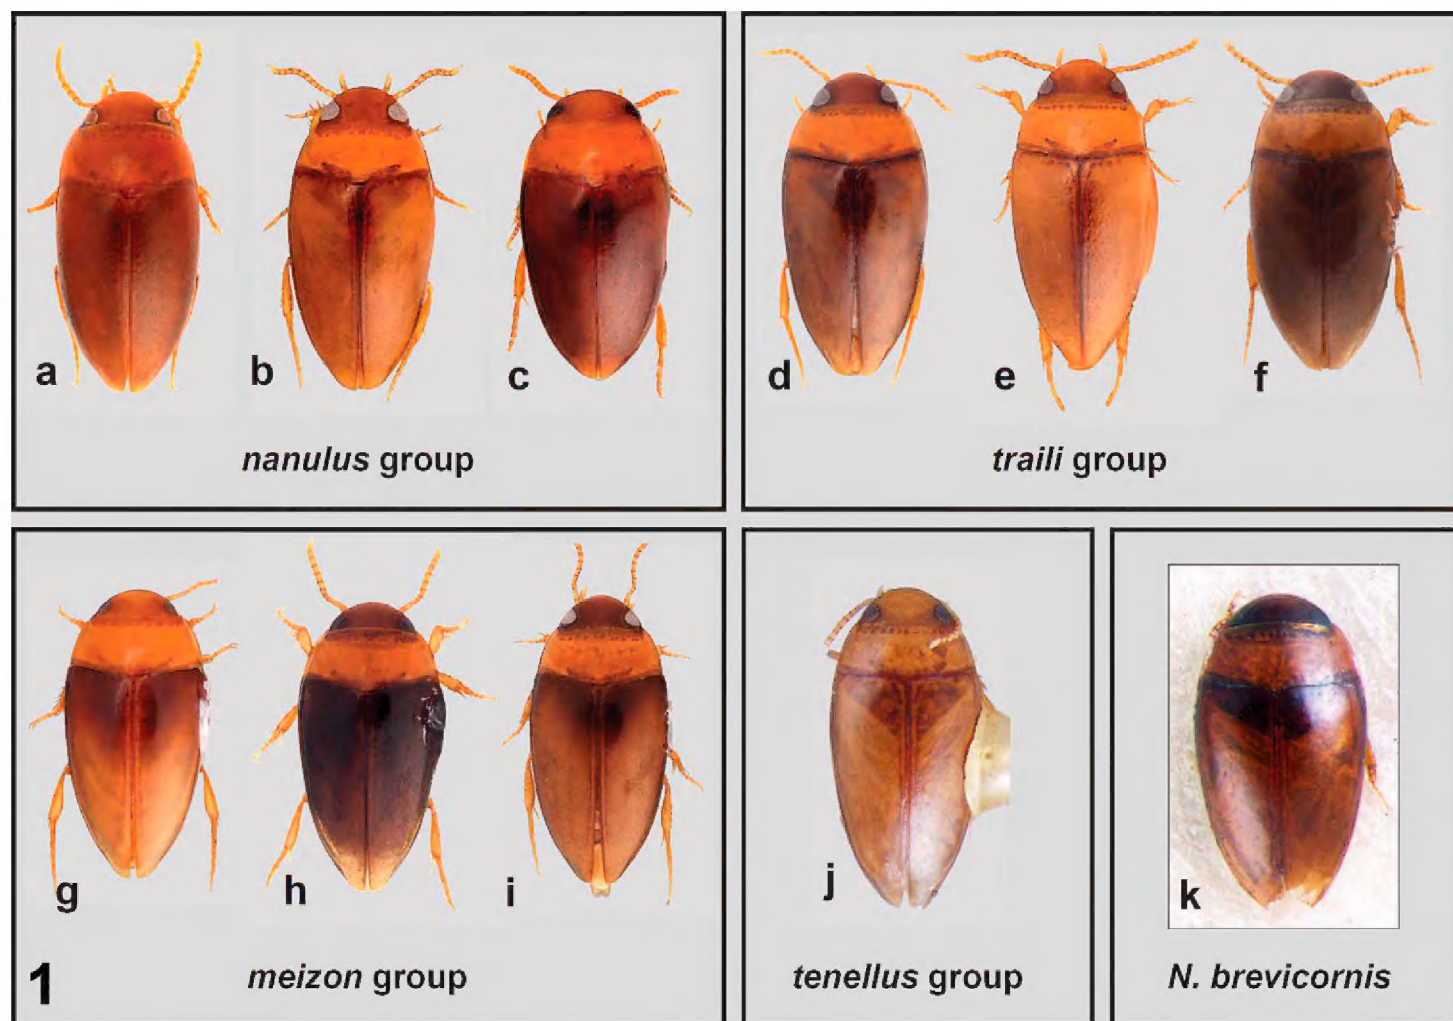 a
b
c
nanulus group
d
e
f
traili group
g
h
i
1
meizon group
j
tenellus group
k
N. brevicornis